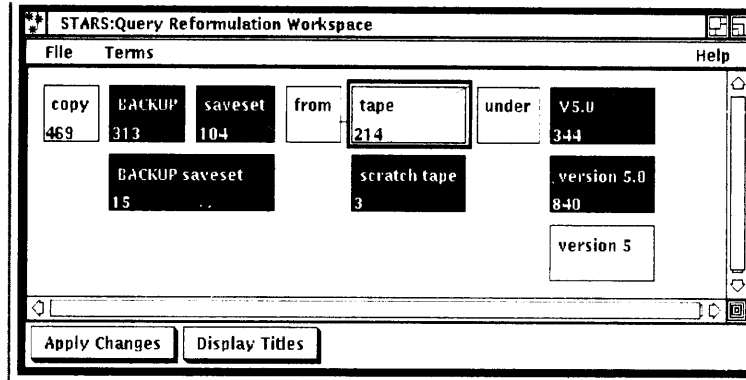 STARS:Query Reformulation Workspace
File Terms Help
copy BACKUP saveset from tape under V5.0
469 313 104 214 344
BACKUP saveset scratch tape version 5.0
15 3 840
version 5
Apply Changes Display Titles